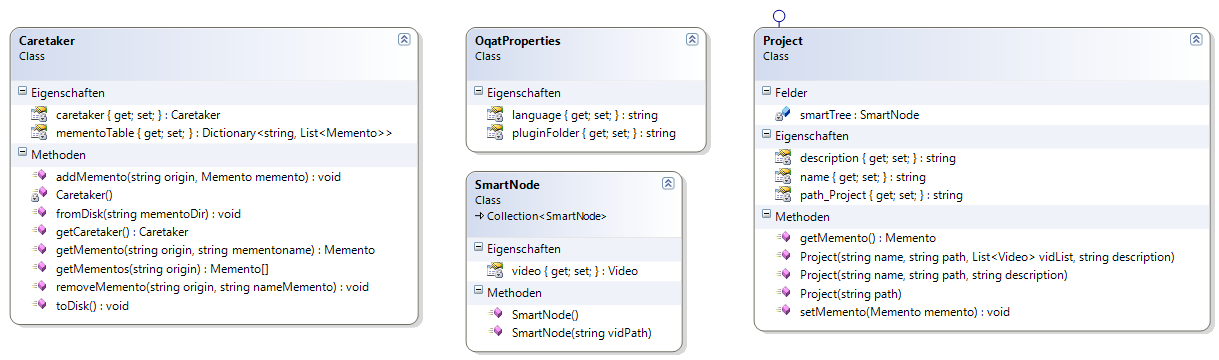 Caretaker
Class
Eigenschaften
caretaker { get; set; } : Caretaker
mementoTable { get; set; } : Dictionary<string, List<Memento>>
Methoden
addMemento(string origin, Memento memento) : void
Caretaker()
fromDisk(string mementoDir) : void
getCaretaker() : Caretaker
getMemento(string origin, string mementoname) : Memento
getMementos(string origin) : Memento[]
removeMemento(string origin, string nameMemento) : void
toDisk() : void
OqatProperties
Class
Eigenschaften
language { get; set; } : string
pluginFolder { get; set; } : string
SmartNode
Class
Collection<SmartNode>
Eigenschaften
video { get; set; } : Video
Methoden
SmartNode()
SmartNode(string vidPath)
Project
Class
Felder
smartTree : SmartNode
Eigenschaften
description { get; set; } : string
name { get; set; } : string
path_Project { get; set; } : string
Methoden
getMemento() : Memento
Project(string name, string path, List<Video> vidList, string description)
Project(string name, string path, string description)
Project(string path)
setMemento(Memento memento) : void